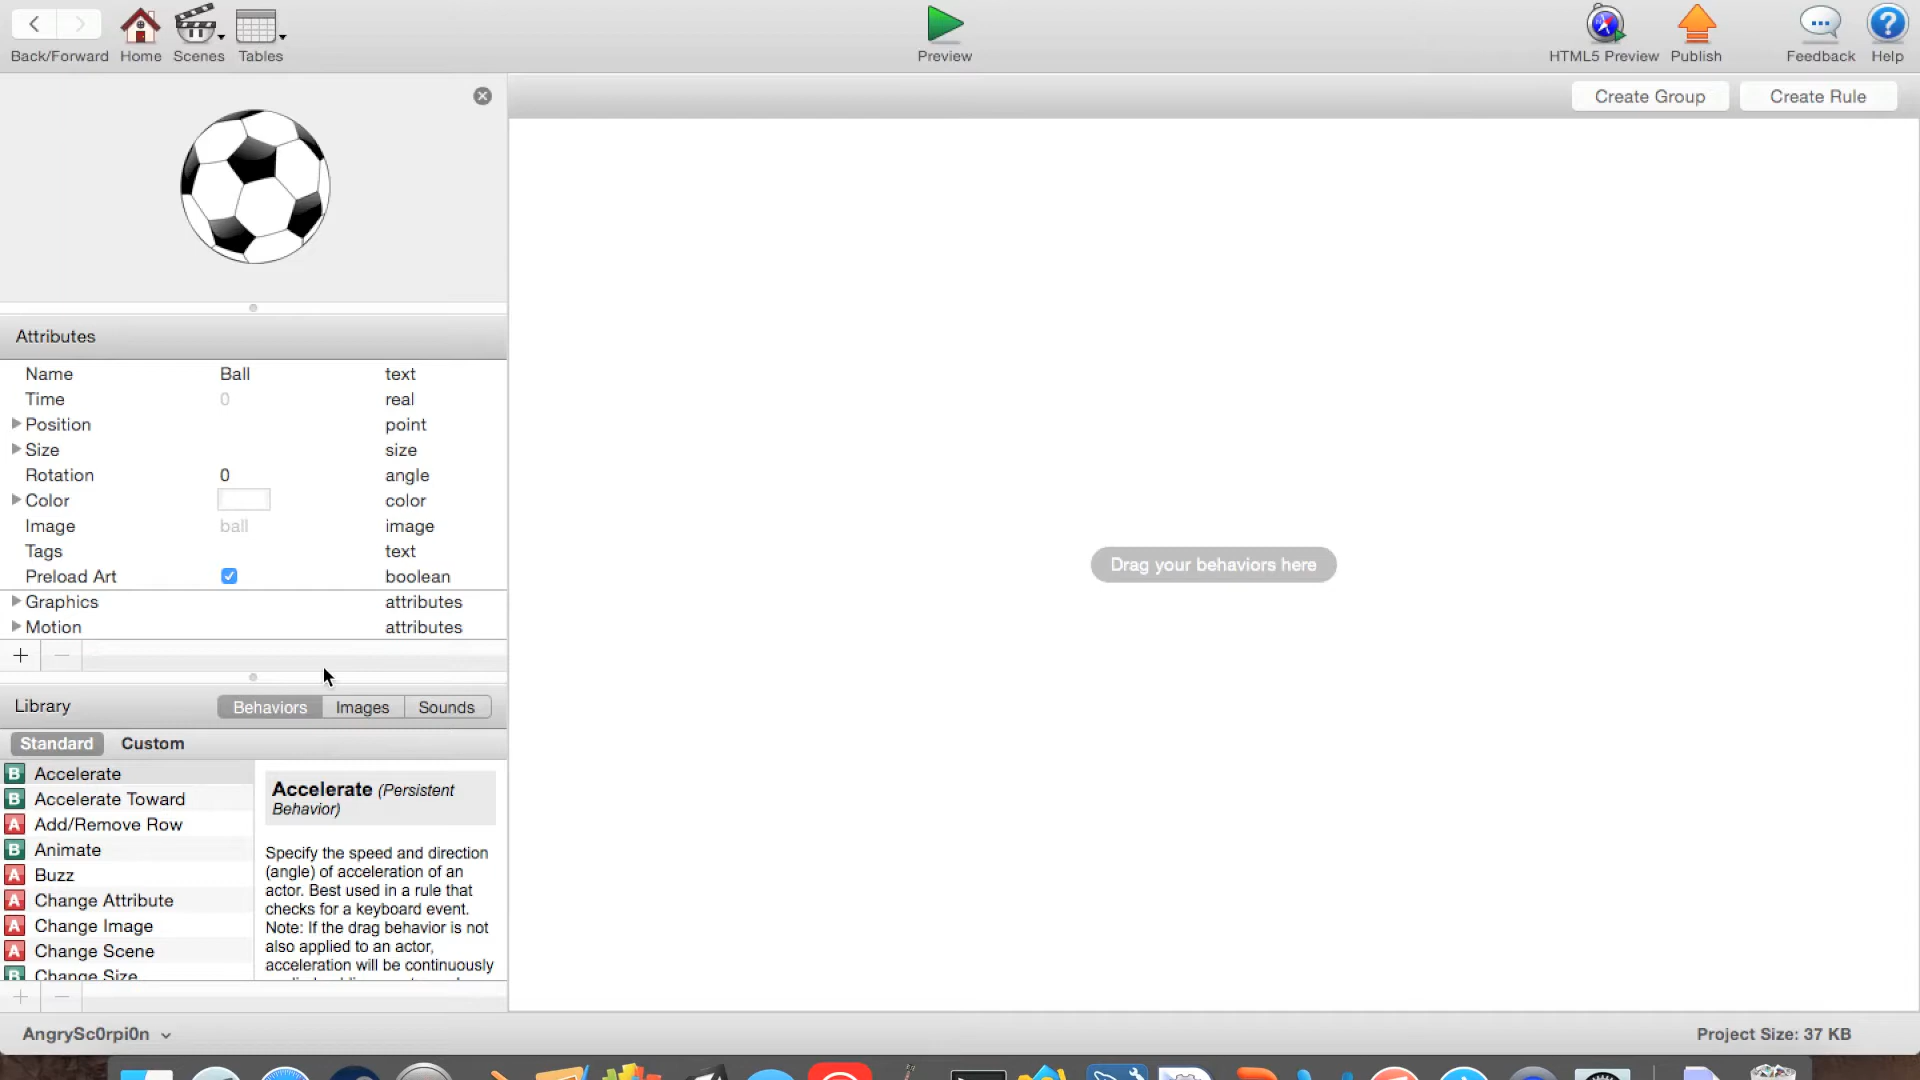 Back/Forward Home Scenes Tables Preview HTML5 Preview Publish Feedback Help
Create Group Create Rule
Attributes
Name Ball text
Time 0 real
Position point
Size size
Rotation 0 angle
Color color
Image ball image
Tags text
Preload Art boolean
Graphics attributes
Motion attributes
Drag your behaviors here
Library Behaviors Images Sounds
Standard Custom
Accelerate
Accelerate Toward
Add/Remove Row
Animate
Buzz
Change Attribute
Change Image
Change Scene
Change Size
Accelerate (Persistent
Behavior)
Specify the speed and direction
(angle) of acceleration of an
actor. Best used in a rule that
checks for a keyboard event.
Note: If the drag behavior is not
also applied to an actor,
acceleration will be continuously
AngrySc0rpi0n Project Size: 37 KB